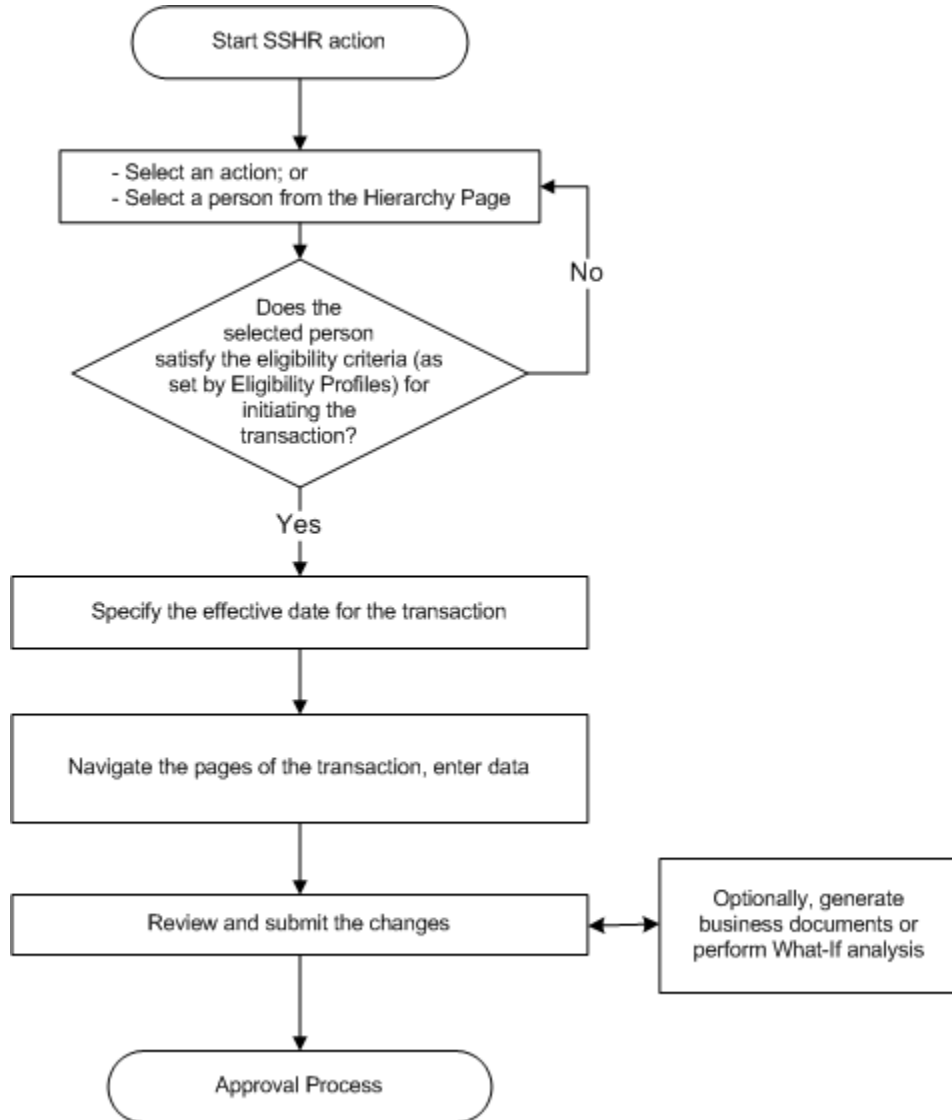 Start SSHR action
- Select an action; or
- Select a person from the Hierarchy Page
No
Does the
selected person
satisfy the eligibility criteria (as
set by Eligibility Profiles) for
initiating the
transaction?
Yes
Specify the effective date for the transaction
Navigate the pages of the transaction, enter data
Review and submit the changes
Optionally, generate
business documents or
perform What-If analysis
Approval Process